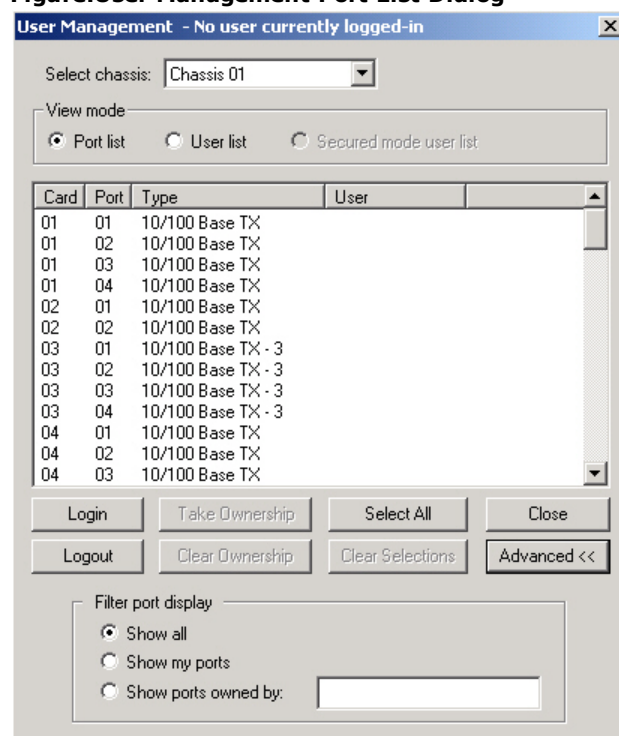 Figure:User Management Port List Dialog
User Management - No user currently logged-in
Select chassis: Chassis 01
View mode
Port list User list Secured mode user list
Card Port Type User
01 01 10/100 Base TX
01 02 10/100 Base TX
01 03 10/100 Base TX
01 04 10/100 Base TX
02 01 10/100 Base TX
02 02 10/100 Base TX
03 01 10/100 Base TX - 3
03 02 10/100 Base TX - 3
03 03 10/100 Base TX - 3
03 04 10/100 Base TX - 3
04 01 10/100 Base TX
04 02 10/100 Base TX
04 03 10/100 Base TX
Login Take Ownership Select All Close
Logout Clear Ownership Clear Selections Advanced <<
Filter port display
Show all
Show my ports
Show ports owned by: